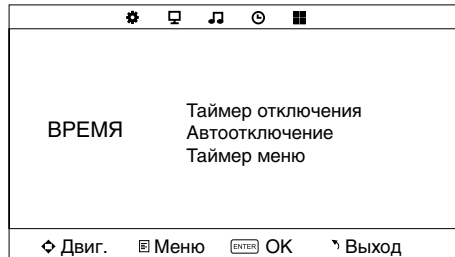 ВРЕМЯ
Таймер отключения
Автоотключение
Таймер меню
Двиг. Меню ENTER OK Выход